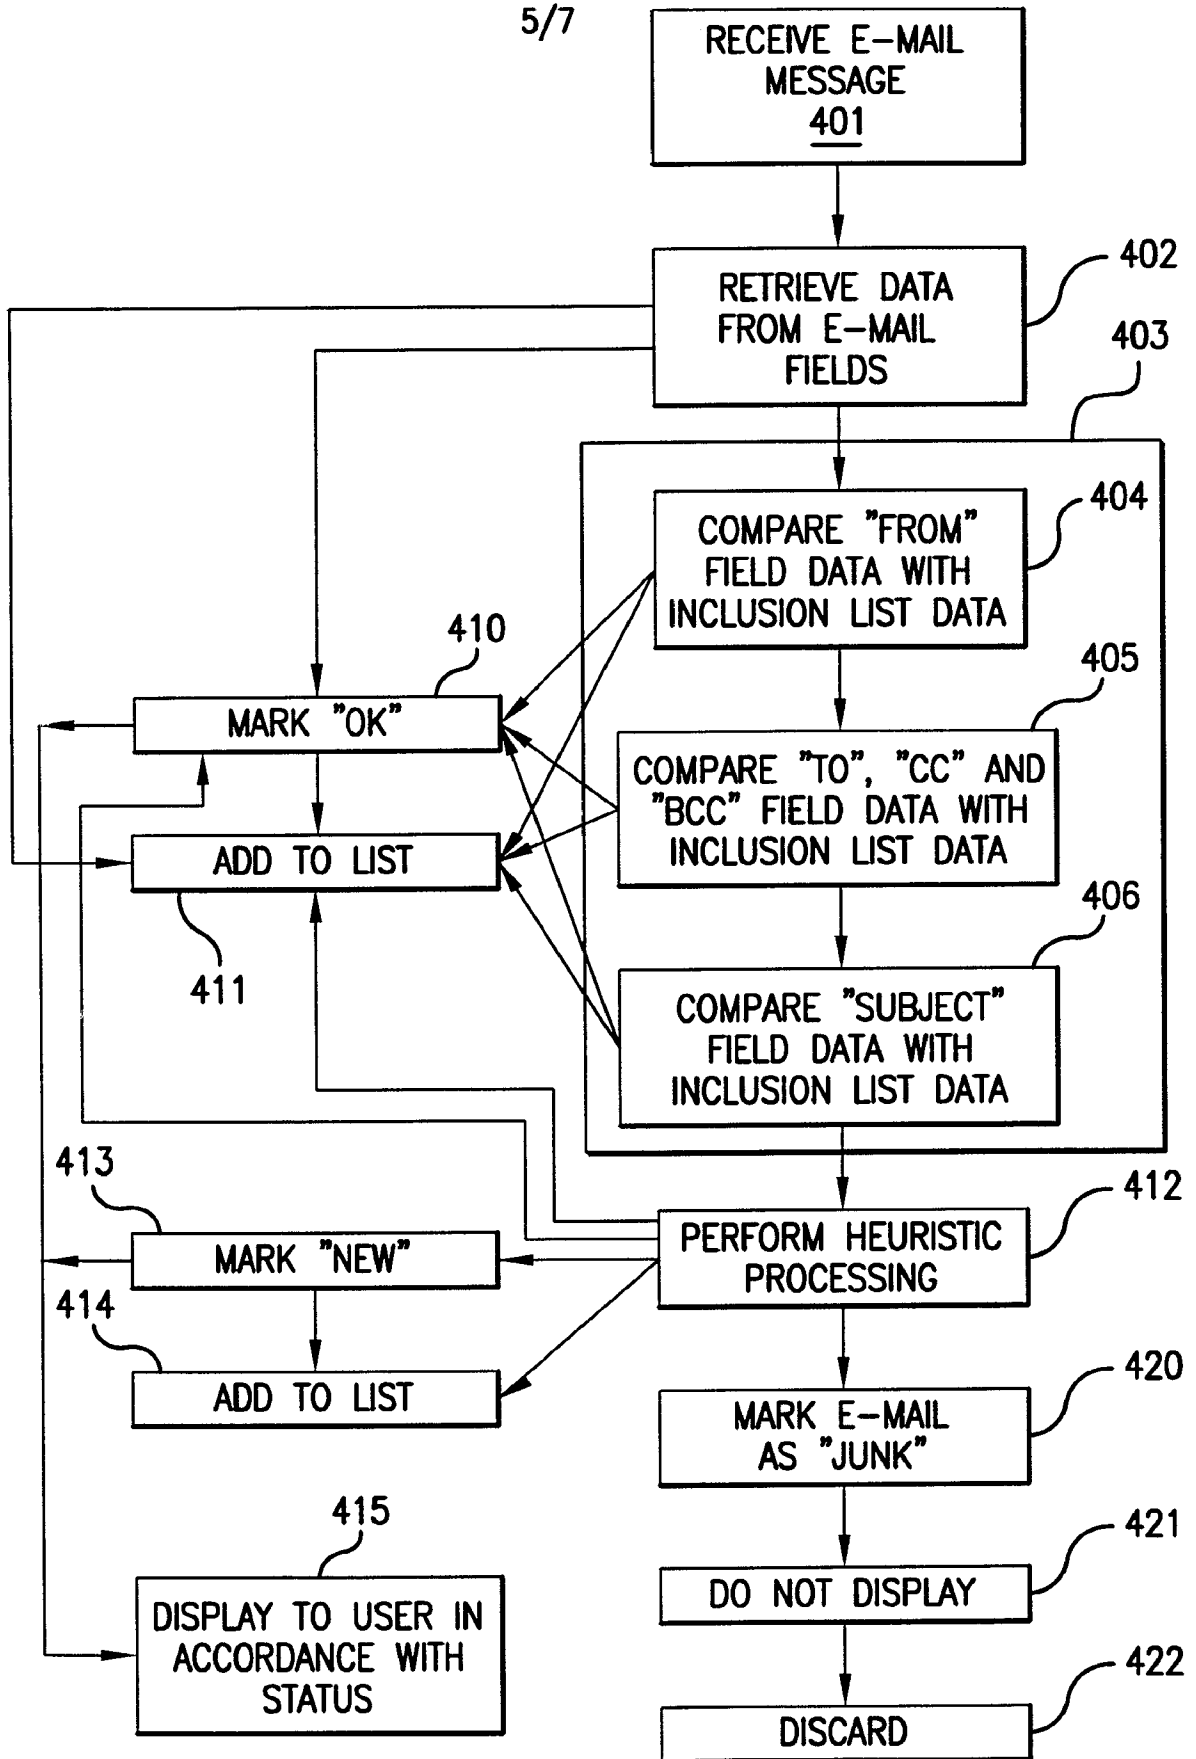 5/7
RECEIVE E-MAIL
MESSAGE
401
402
RETRIEVE DATA
FROM E-MAIL
FIELDS
403
404
COMPARE "FROM"
FIELD DATA WITH
INCLUSION LIST DATA
410
MARK "OK"
405
COMPARE "TO", "CC" AND
"BCC" FIELD DATA WITH
INCLUSION LIST DATA
ADD TO LIST
411
406
COMPARE "SUBJECT"
FIELD DATA WITH
INCLUSION LIST DATA
413
MARK "NEW"
412
PERFORM HEURISTIC
PROCESSING
414
ADD TO LIST
420
MARK E-MAIL
AS "JUNK"
415
DISPLAY TO USER IN
ACCORDANCE WITH
STATUS
421
DO NOT DISPLAY
422
DISCARD